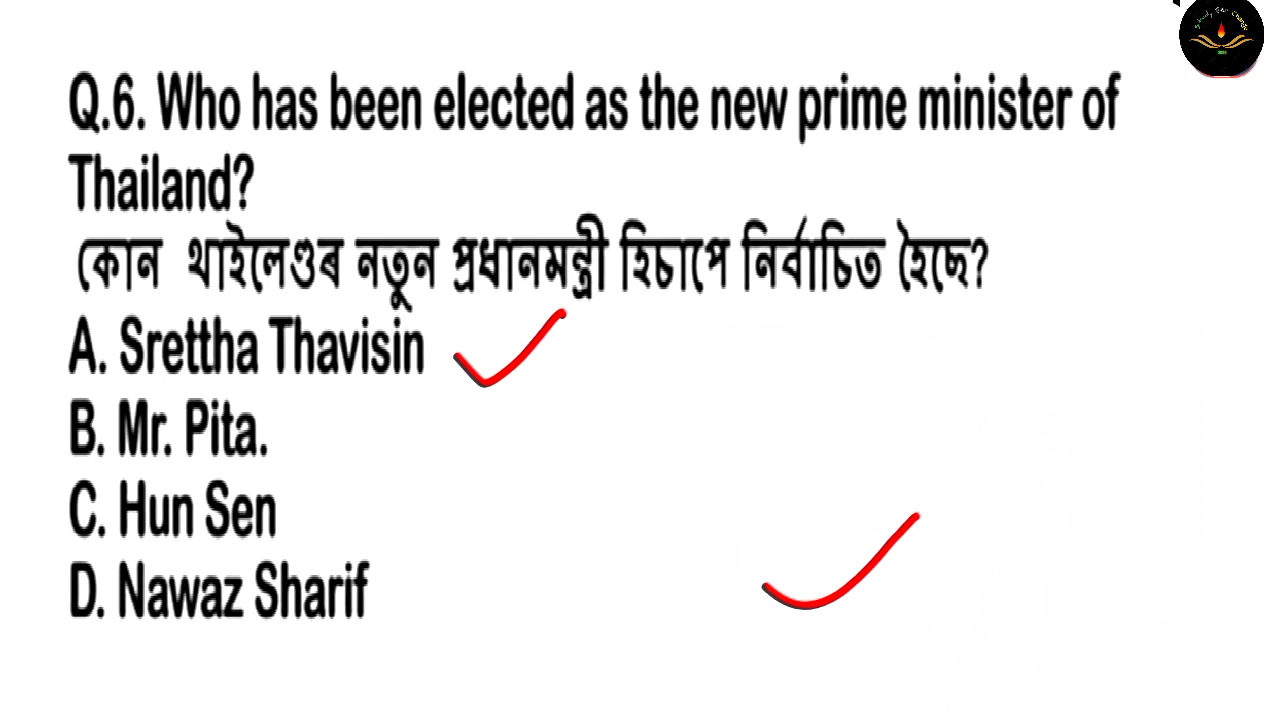 Q.6. Who has been elected as the new prime minister of
Thailand?
কোন থাইলেণ্ডৰ নতুন প্ৰধানমন্ত্ৰী হিচাপে নিৰ্বাচিত হৈছে?
A. Srettha Thavisin
B. Mr. Pita.
C. Hun Sen
D. Nawaz Sharif